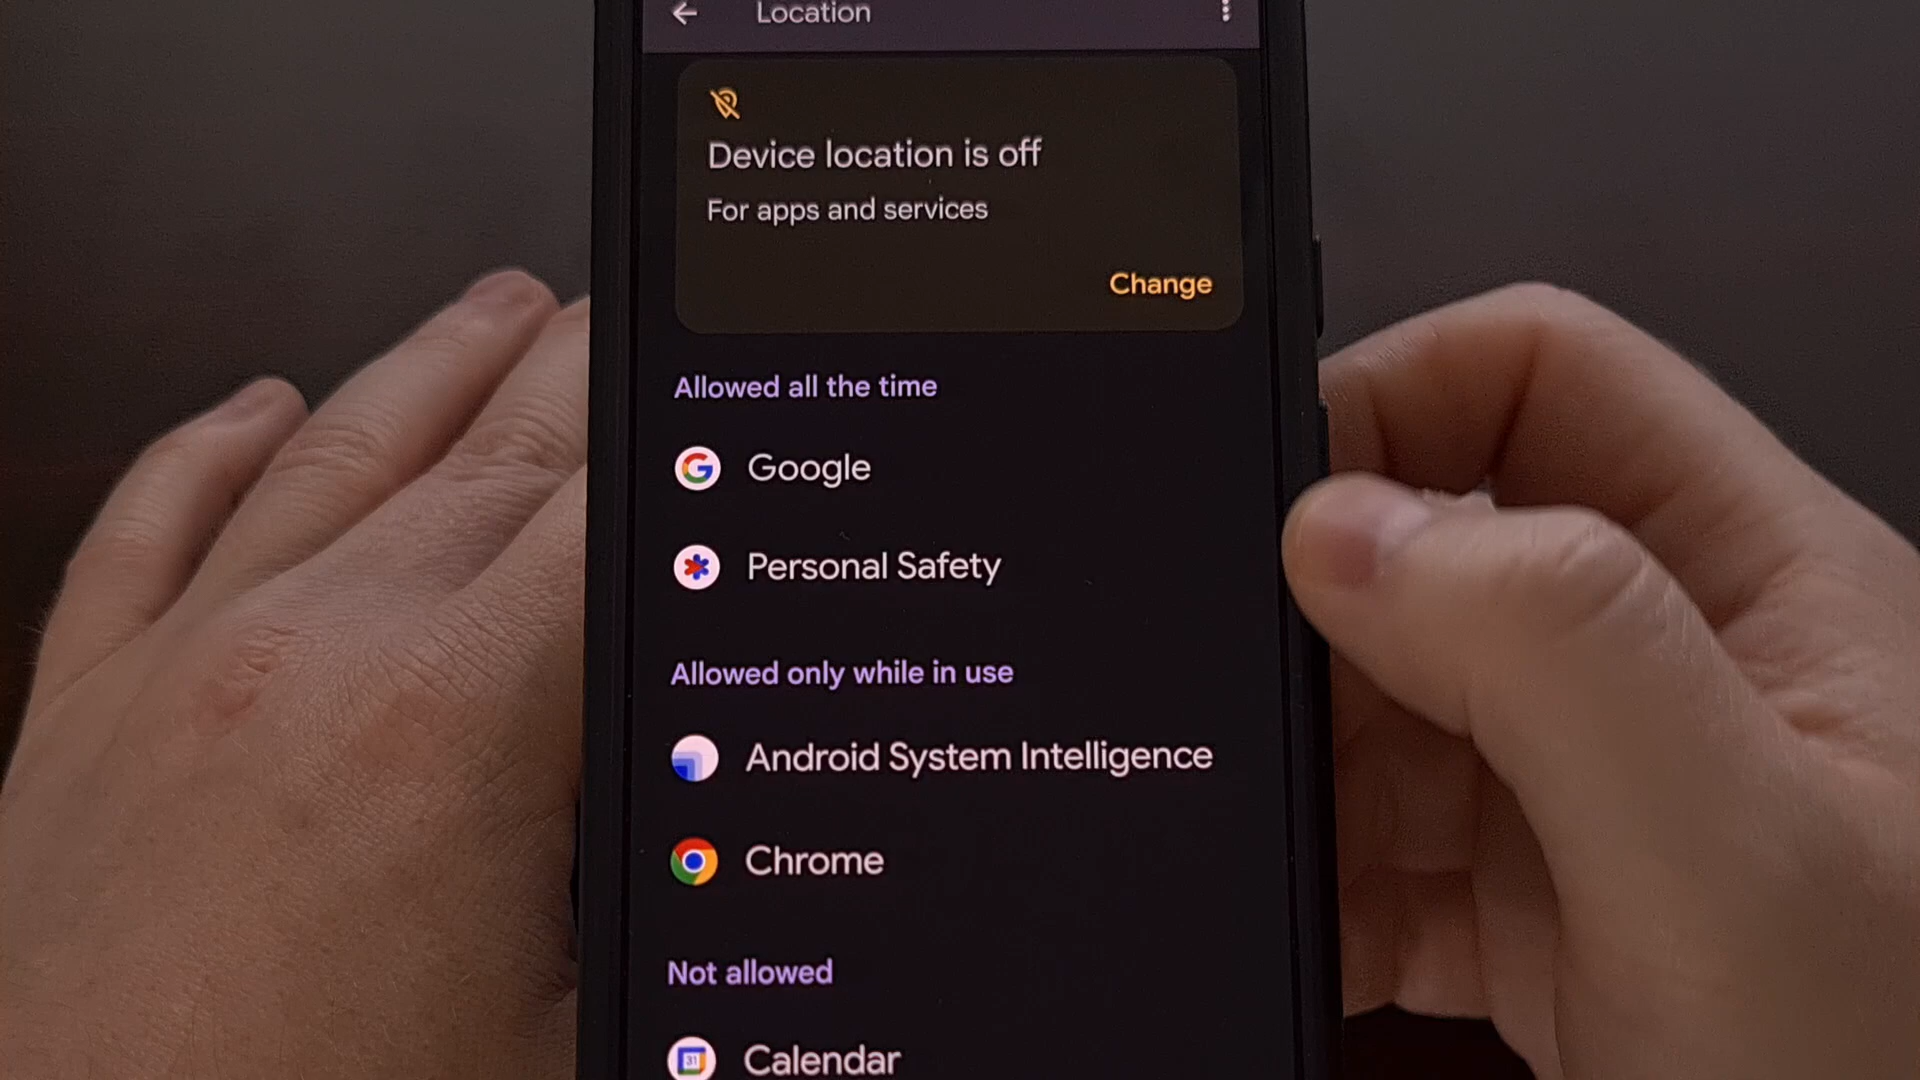 Location
Device location is off
For apps and services
Change
Allowed all the time
Google
Personal Safety
Allowed only while in use
Android System Intelligence
Chrome
Not allowed
31
Calendar